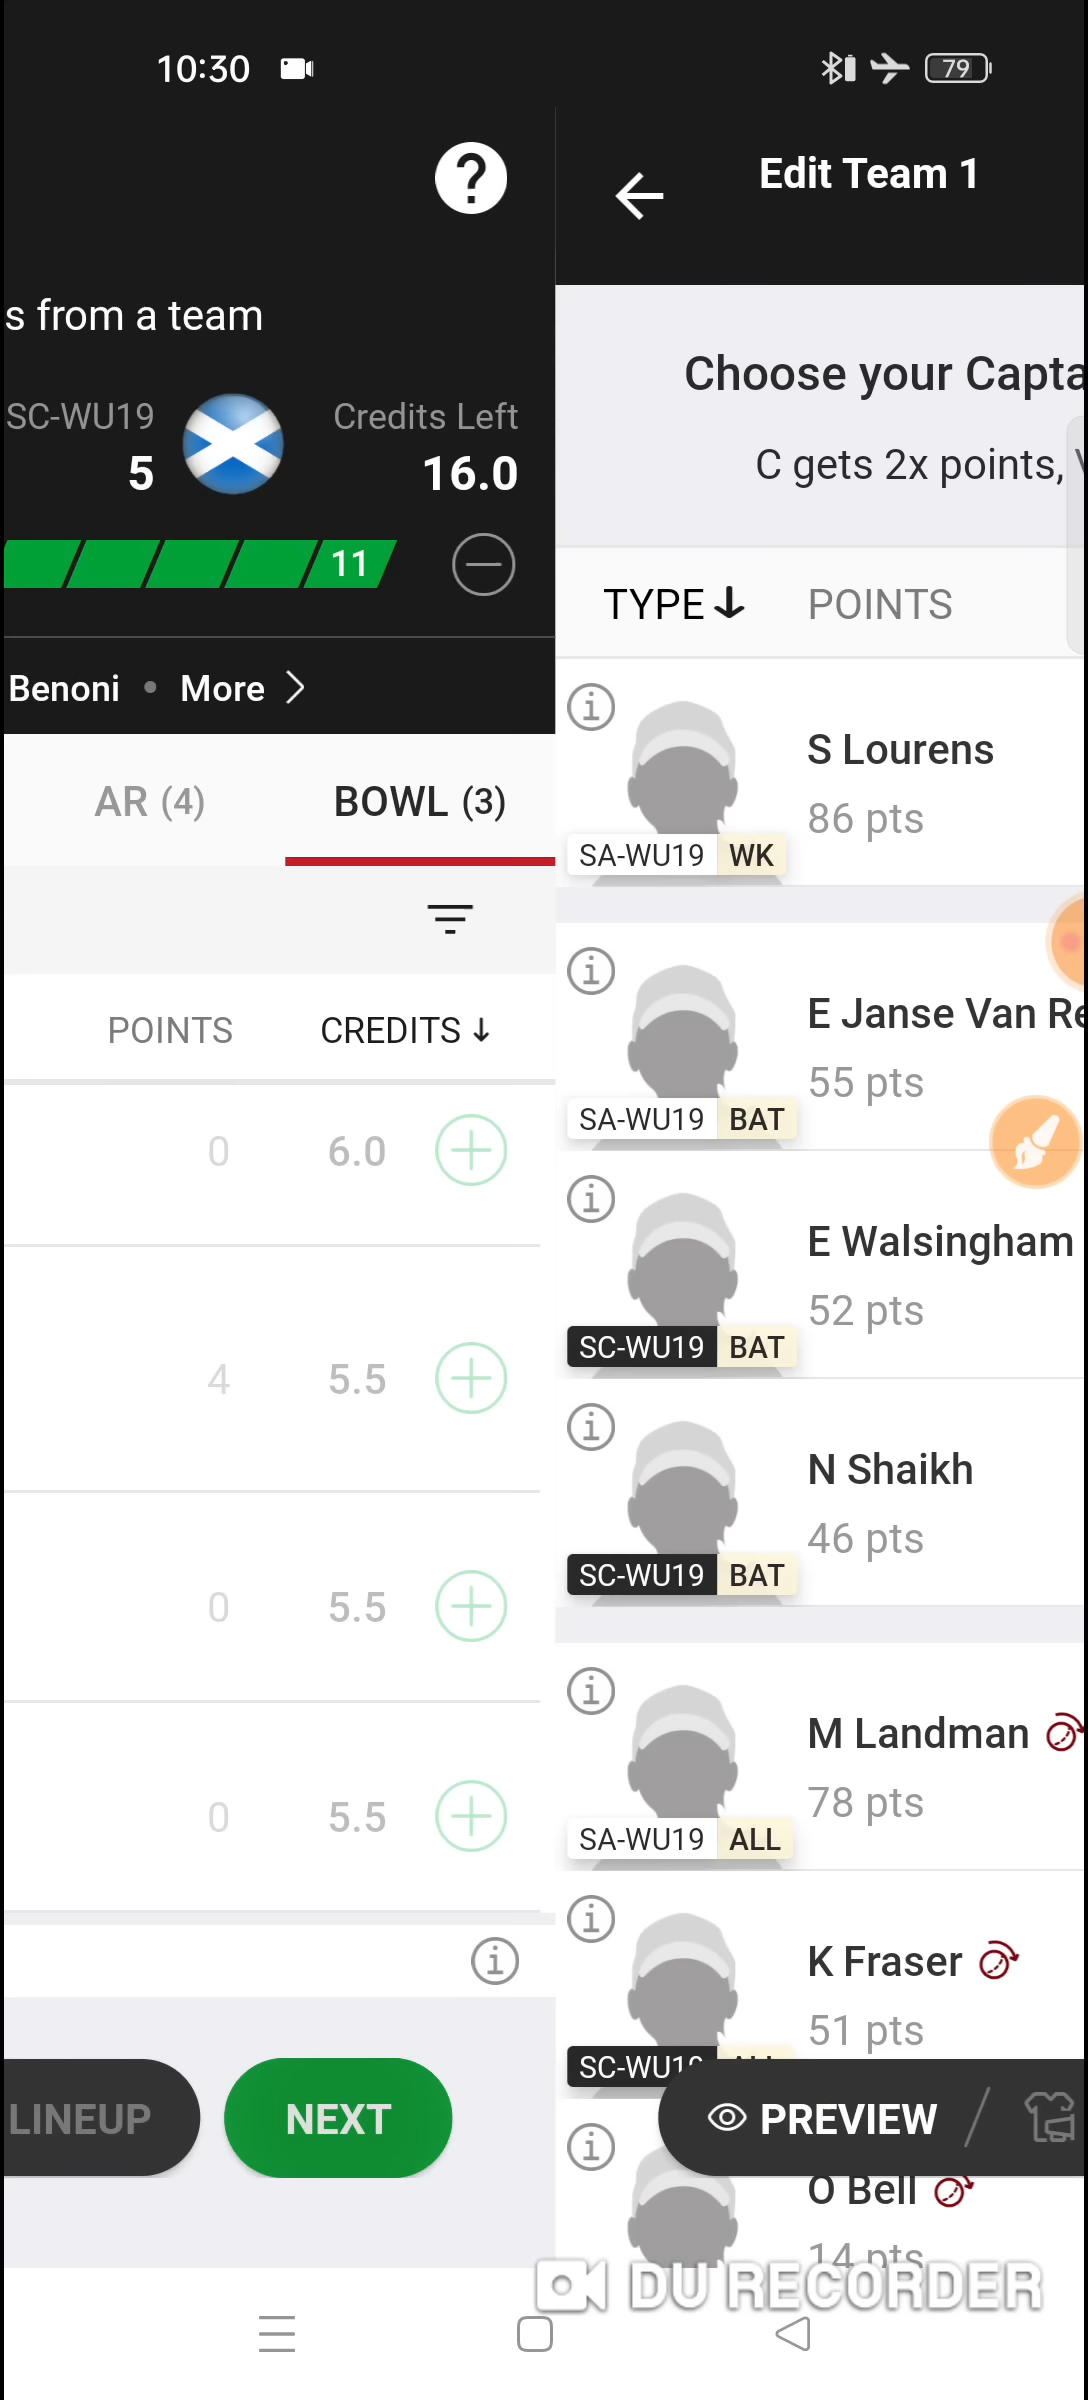 10:30
79
?
s from a team
SC-WU19
5
Credits Left
16.0
11
Benoni • More
AR (4)
BOWL (3)
POINTS
CREDITS ↓
0 6.0
4 5.5
0 5.5
0 5.5
LINEUP
NEXT
Edit Team 1
Choose your Capta
C gets 2x points,
TYPE ↓ POINTS
S Lourens
86 pts
SA-WU19 WK
E Janse Van Re
55 pts
SA-WU19 BAT
E Walsingham
52 pts
SC-WU19 BAT
N Shaikh
46 pts
SC-WU19 BAT
M Landman
78 pts
SA-WU19 ALL
K Fraser
51 pts
SC-WU19
PREVIEW
O Bell
14 pts
DU RECORDER